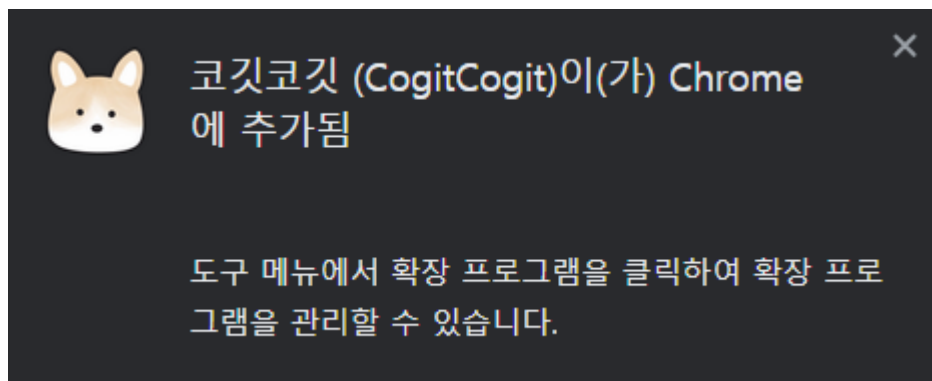 코깃코깃 (CogitCogit)이(가) Chrome
에 추가됨
도구 메뉴에서 확장 프로그램을 클릭하여 확장 프로
그램을 관리할 수 있습니다.